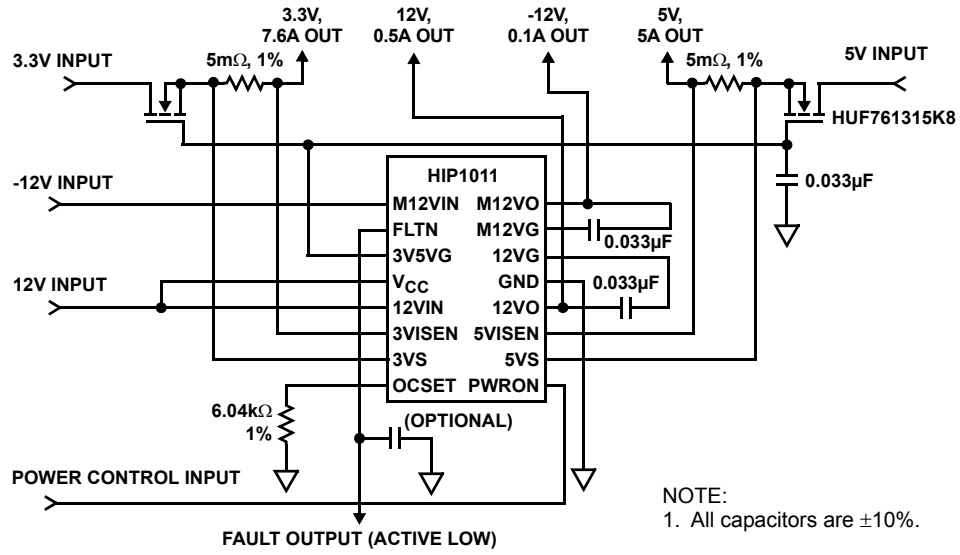 3.3V,
7.6A OUT
12V,
0.5A OUT
-12V,
0.1A OUT
5V,
5A OUT
3.3V INPUT
5mΩ, 1%
5mΩ, 1%
5V INPUT
HUF761315K8
HIP1011
0.033µF
-12V INPUT
M12VIN
M12VO
FLTN
M12VG
0.033µF
3V5VG
12VG
12V INPUT
VCC
GND
0.033µF
12VIN
12VO
3VISEN
5VISEN
3VS
5VS
OCSET
PWRON
6.04kΩ
1%
(OPTIONAL)
POWER CONTROL INPUT
FAULT OUTPUT (ACTIVE LOW)
NOTE:
1. All capacitors are ±10%.